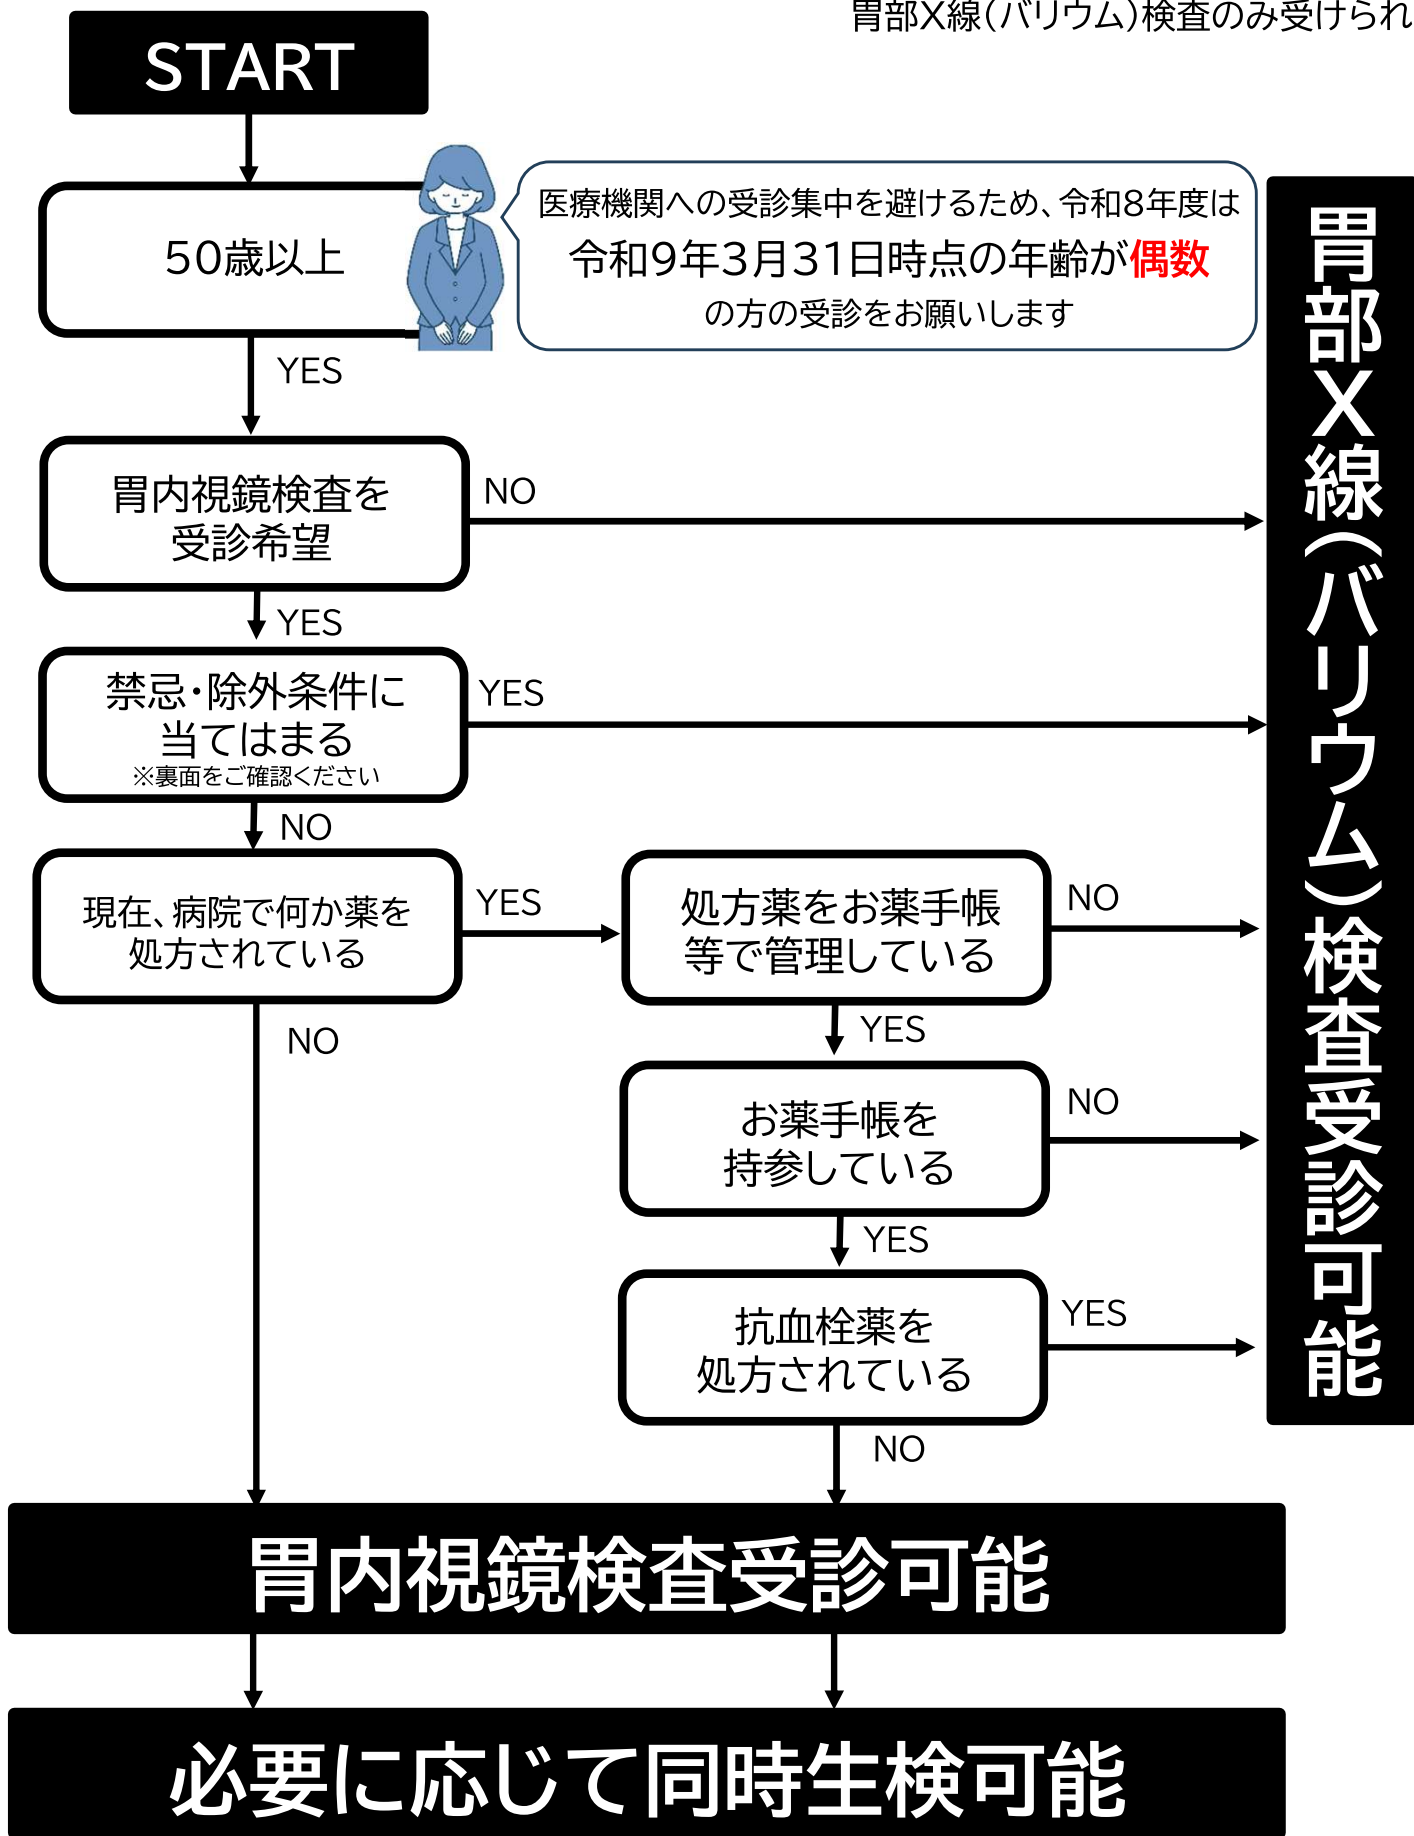 胃部X線(バリウム)検査のみ受けられ
START
医療機関への受診集中を避けるため、令和8年度は
令和9年3月31日時点の年齢が偶数
の方の受診をお願いします
50歳以上
YES
胃内視鏡検査を
受診希望
NO
YES
禁忌・除外条件に
当てはまる
※裏面をご確認ください
YES
NO
現在、病院で何か薬を
処方されている
YES
処方薬をお薬手帳
等で管理している
NO
NO
YES
お薬手帳を
持参している
NO
YES
抗血栓薬を
処方されている
YES
NO
胃部X線(バリウム)検査受診可能
胃内視鏡検査受診可能
必要に応じて同時生検可能